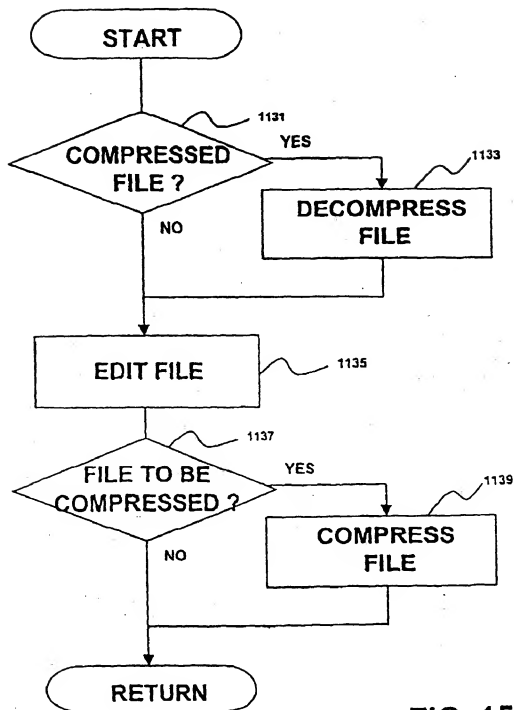 START
1131
COMPRESSED
FILE ?
YES
1133
DECOMPRESS
FILE
NO
EDIT FILE
1135
1137
FILE TO BE
COMPRESSED ?
YES
1139
COMPRESS
FILE
NO
RETURN